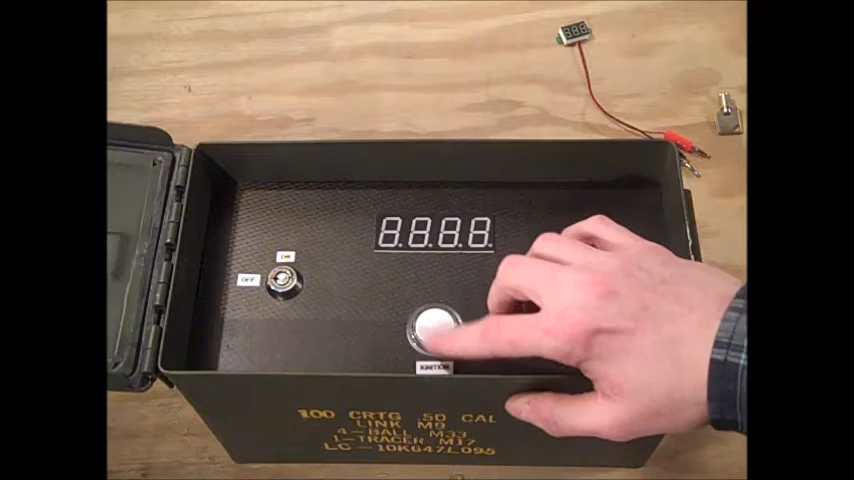 8.8.8.8
ON
OFF
IGNITION
100 CRTG .50 CAL
LINK M9
4-BALL M33
1-TRACER M17
LC-10K647L095